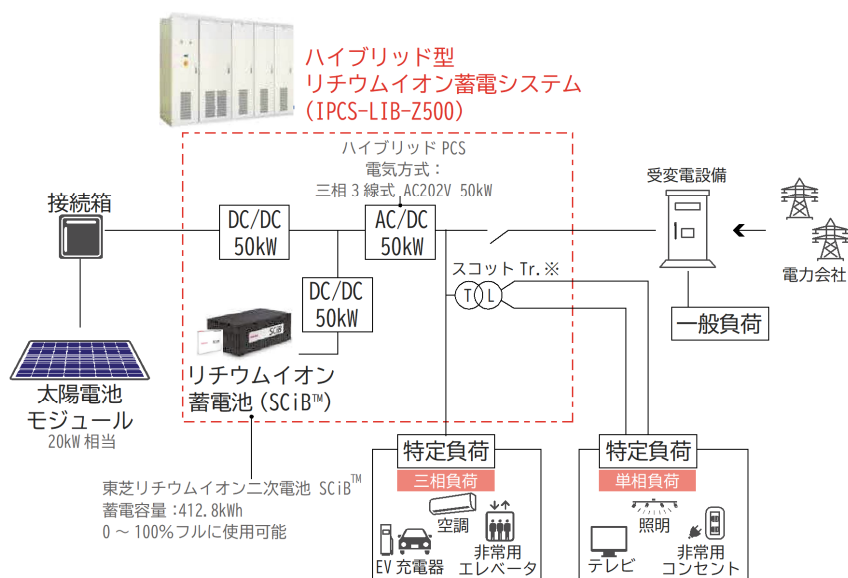 ハイブリッド型
リチウムイオン蓄電システム
(IPCS-LIB-Z500)
ハイブリッド PCS
電気方式：
三相3線式 AC202V 50kW
接続箱
DC/DC
50kW
AC/DC
50kW
受変電設備
電力会社
スコット Tr.※
T L
DC/DC
50kW
一般負荷
SCiB
リチウムイオン
蓄電池 (SCiB™)
太陽電池
モジュール
20kW 相当
東芝リチウムイオン二次電池 SCiB™
蓄電容量：412.8kWh
0～100%フルに使用可能
特定負荷
三相負荷
空調
EV 充電器
非常用
エレベータ
特定負荷
単相負荷
照明
テレビ
非常用
コンセント